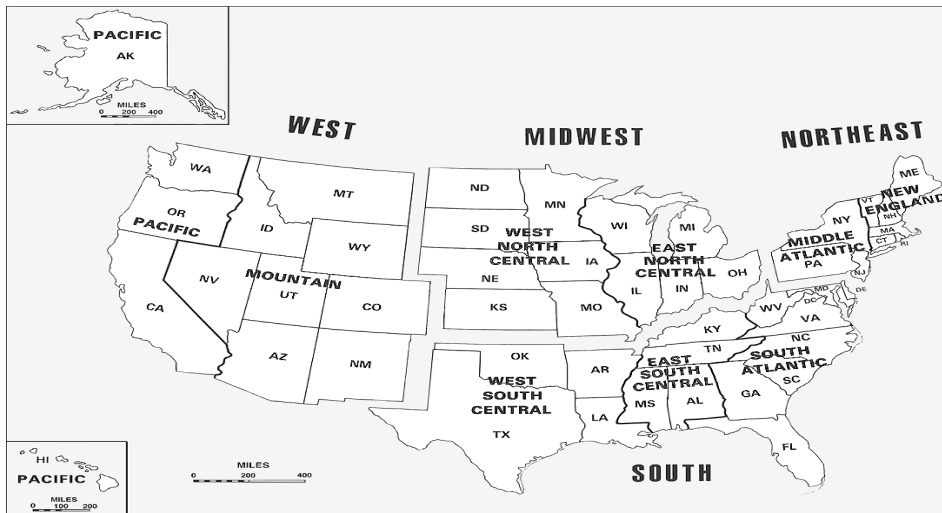 PACIFIC
AK
MILES
0 200 400
WEST
MIDWEST
NORTHEAST
WA
MT
ND
MN
ME
OR
PACIFIC
ID
WY
SD
WEST
NORTH
CENTRAL
WI
MI
EAST
NORTH
CENTRAL
NY
VT
NEW
ENGLAND
NH
MA
CT
RI
MIDDLE
ATLANTIC
PA
NJ
NV
MOUNTAIN
UT
CO
CA
NE
IA
IL
IN
OH
KS
MO
WV
MD
DE
DC
VA
AZ
NM
OK
AR
KY
TN
NC
EAST
SOUTH
CENTRAL
SOUTH
ATLANTIC
SC
WEST
SOUTH
CENTRAL
TX
LA
MS
AL
GA
FL
SOUTH
HI
PACIFIC
MILES
0 100 200
MILES
0 200 400